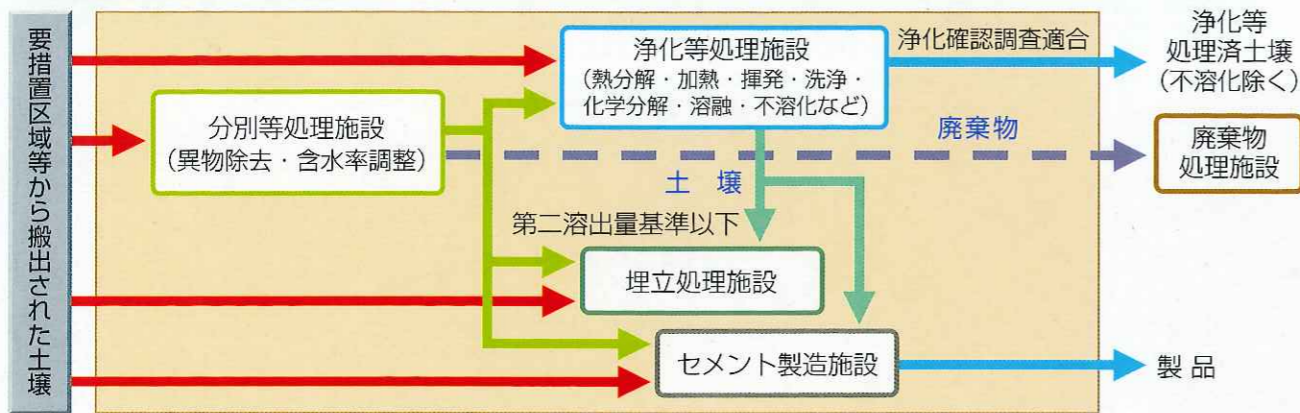 要措置区域等から搬出された土壌
浄化等処理施設
(熱分解・加熱・揮発・洗浄・
化学分解・溶融・不溶化など)
浄化確認調査適合
浄化等
処理済土壌
(不溶化除く)
分別等処理施設
(異物除去・含水率調整)
廃棄物
廃棄物
処理施設
土 壌
第二溶出量基準以下
埋立処理施設
セメント製造施設
製 品